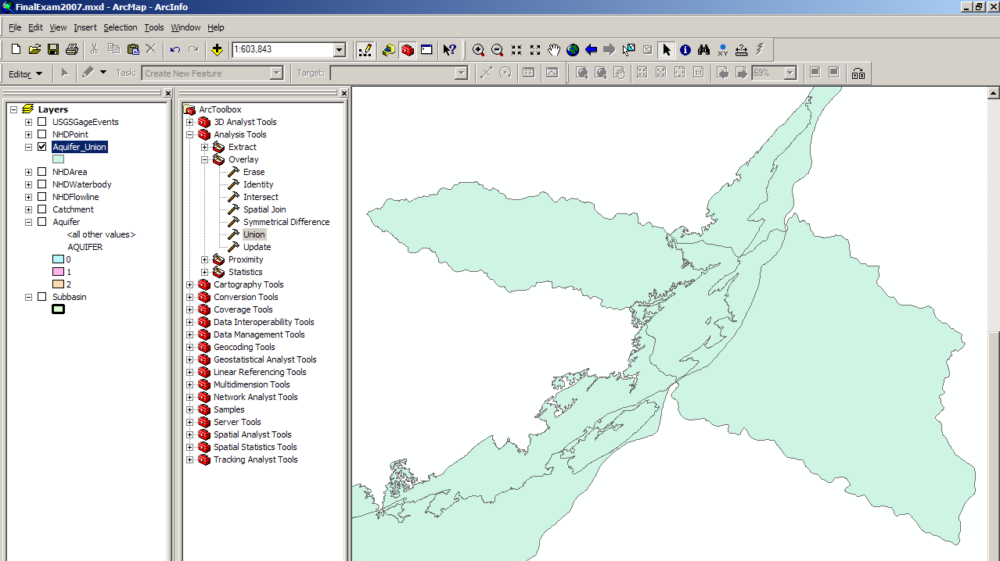 FinalExam2007.mxd - ArcMap - ArcInfo
File Edit View Insert Selection Tools Window Help
1:603,843
Editor Task: Create New Feature Target: 69%
Layers
USGSGageEvents
NHDPoint
Aquifer_Union
NHDArea
NHDWaterbody
NHDFlowline
Catchment
Aquifer
<all other values>
AQUIFER
0
1
2
Subbasin
ArcToolbox
3D Analyst Tools
Analysis Tools
Extract
Overlay
Erase
Identity
Intersect
Spatial Join
Symmetrical Difference
Union
Update
Proximity
Statistics
Cartography Tools
Conversion Tools
Coverage Tools
Data Interoperability Tools
Data Management Tools
Geocoding Tools
Geostatistical Analyst Tools
Linear Referencing Tools
Multidimension Tools
Network Analyst Tools
Samples
Server Tools
Spatial Analyst Tools
Spatial Statistics Tools
Tracking Analyst Tools